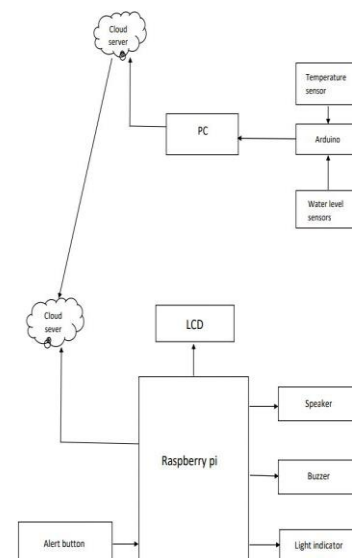 Cloud
server
Temperature
sensor
PC
Arduino
Water level
sensors
Cloud
sever
LCD
Speaker
Raspberry pi
Buzzer
Alert button
Light indicator